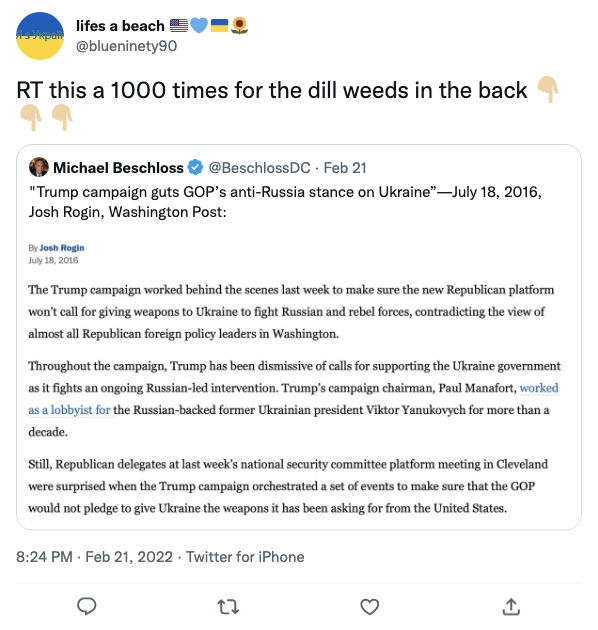 lifes a beach
@blueninety90
RT this a 1000 times for the dill weeds in the back
Michael Beschloss @BeschlossDC · Feb 21
"Trump campaign guts GOP’s anti-Russia stance on Ukraine”—July 18, 2016,
Josh Rogin, Washington Post:
By Josh Rogin
July 18, 2016
The Trump campaign worked behind the scenes last week to make sure the new Republican platform
won’t call for giving weapons to Ukraine to fight Russian and rebel forces, contradicting the view of
almost all Republican foreign policy leaders in Washington.
Throughout the campaign, Trump has been dismissive of calls for supporting the Ukraine government
as it fights an ongoing Russian-led intervention. Trump’s campaign chairman, Paul Manafort, worked
as a lobbyist for the Russian-backed former Ukrainian president Viktor Yanukovych for more than a
decade.
Still, Republican delegates at last week’s national security committee platform meeting in Cleveland
were surprised when the Trump campaign orchestrated a set of events to make sure that the GOP
would not pledge to give Ukraine the weapons it has been asking for from the United States.
8:24 PM · Feb 21, 2022 · Twitter for iPhone